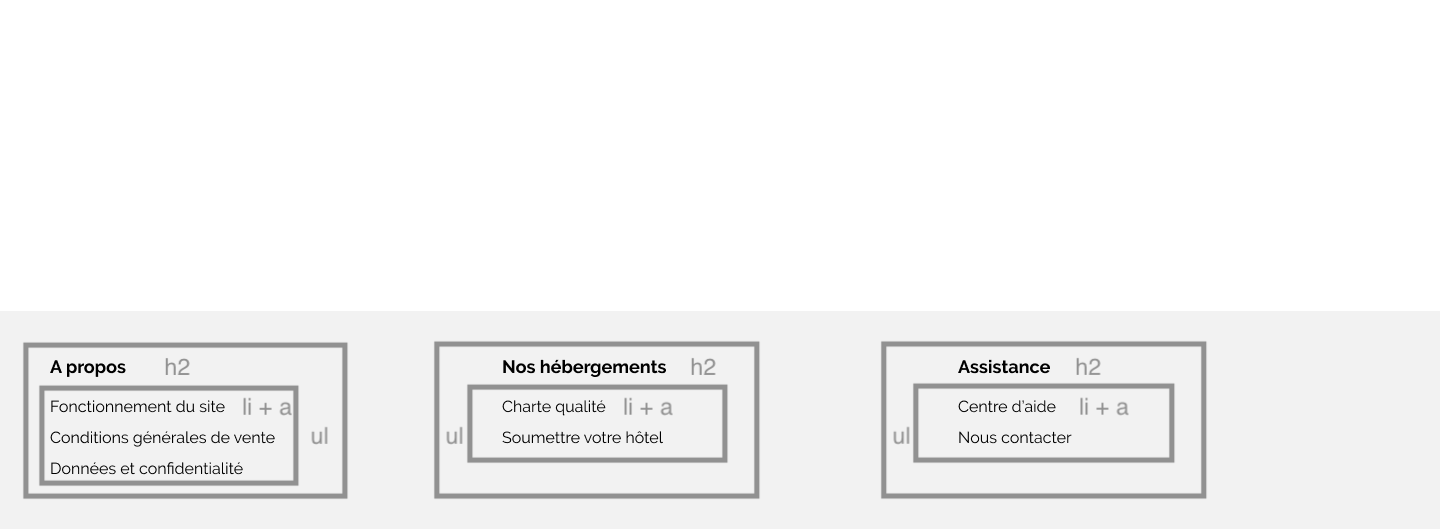 A propos h2
Fonctionnement du site li + a
Conditions générales de vente ul
Données et confidentialité
Nos hébergements h2
Charte qualité li + a
ul Soumettre votre hôtel
Assistance h2
Centre d'aide li + a
ul Nous contacter